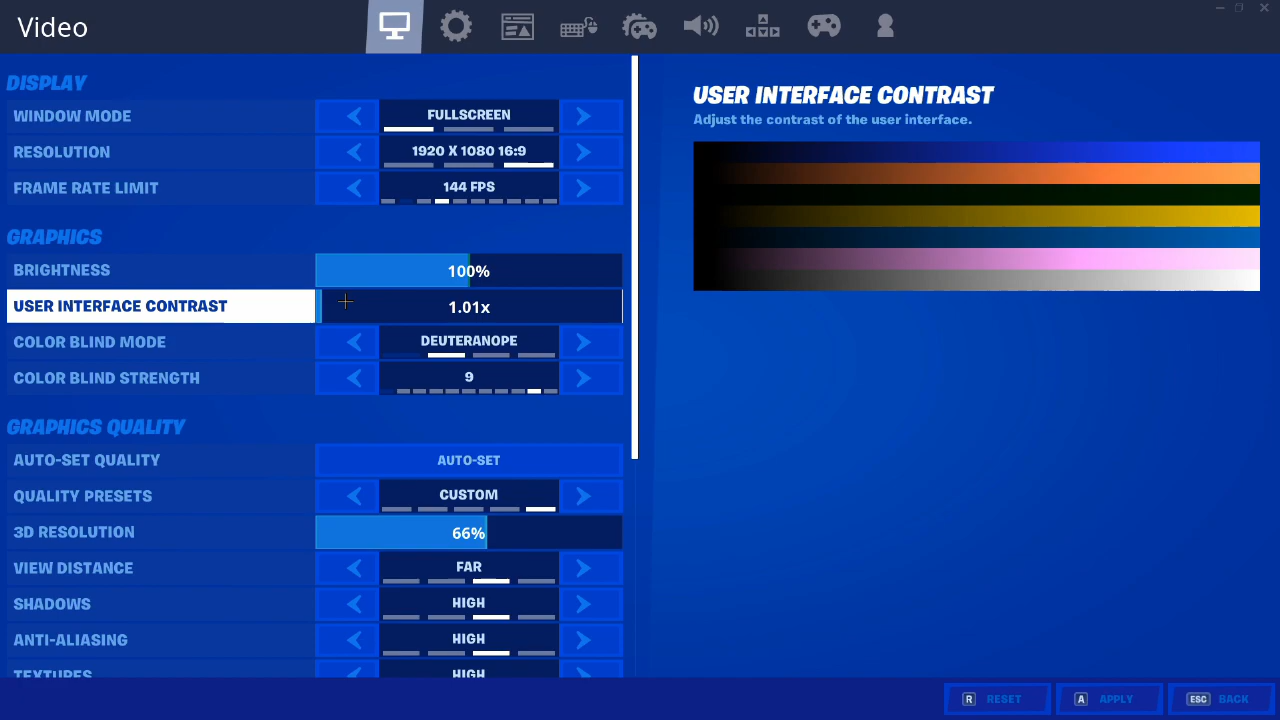 Video
DISPLAY
WINDOW MODE
FULLSCREEN
RESOLUTION
1920 X 1080 16:9
FRAME RATE LIMIT
144 FPS
GRAPHICS
BRIGHTNESS
100%
USER INTERFACE CONTRAST
1.01x
COLOR BLIND MODE
DEUTERANOPE
COLOR BLIND STRENGTH
9
GRAPHICS QUALITY
AUTO-SET QUALITY
AUTO-SET
QUALITY PRESETS
CUSTOM
3D RESOLUTION
66%
VIEW DISTANCE
FAR
SHADOWS
HIGH
ANTI-ALIASING
HIGH
TEXTURES
HIGH
USER INTERFACE CONTRAST
Adjust the contrast of the user interface.
R RESET
A APPLY
ESC BACK